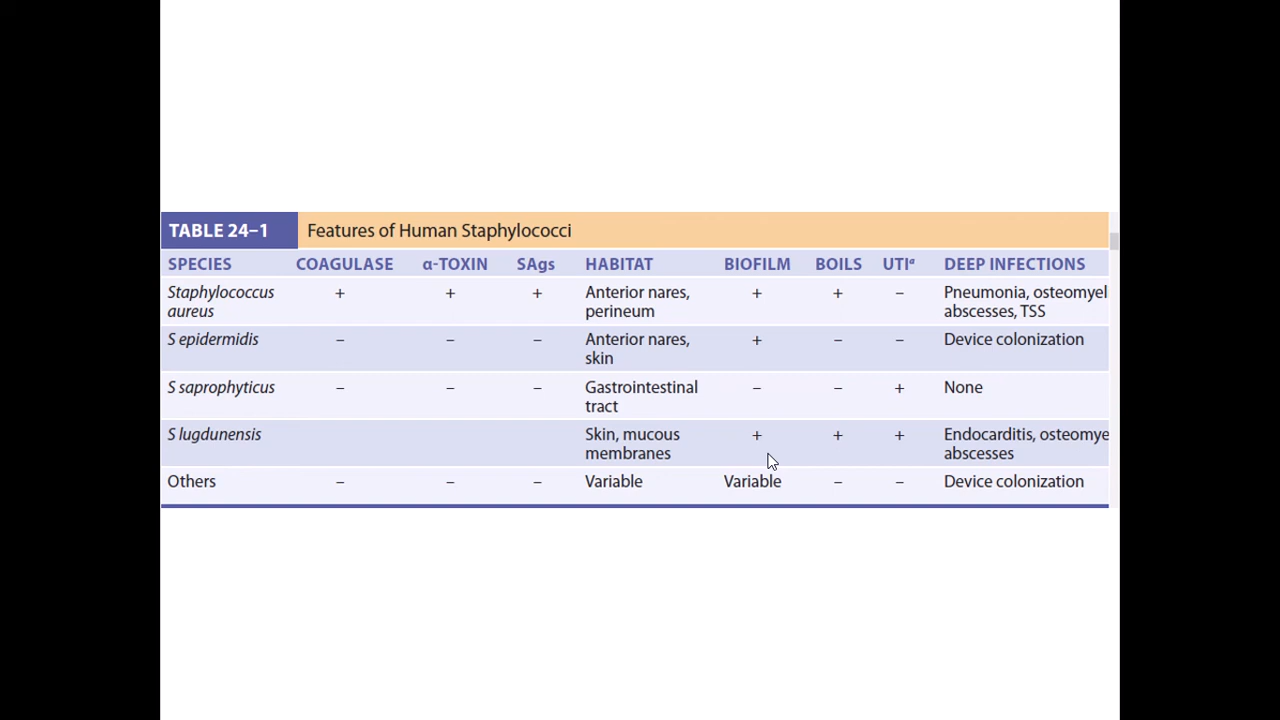 TABLE 24–1 Features of Human Staphylococci
SPECIES COAGULASE α-TOXIN SAgs HABITAT BIOFILM BOILS UTIᵃ DEEP INFECTIONS
Staphylococcus + + + Anterior nares, + + – Pneumonia, osteomyel
aureus perineum abscesses, TSS
S epidermidis – – – Anterior nares, + – – Device colonization
skin
S saprophyticus – – – Gastrointestinal – – + None
tract
S lugdunensis Skin, mucous + + + Endocarditis, osteomye
membranes abscesses
Others – – – Variable Variable – – Device colonization